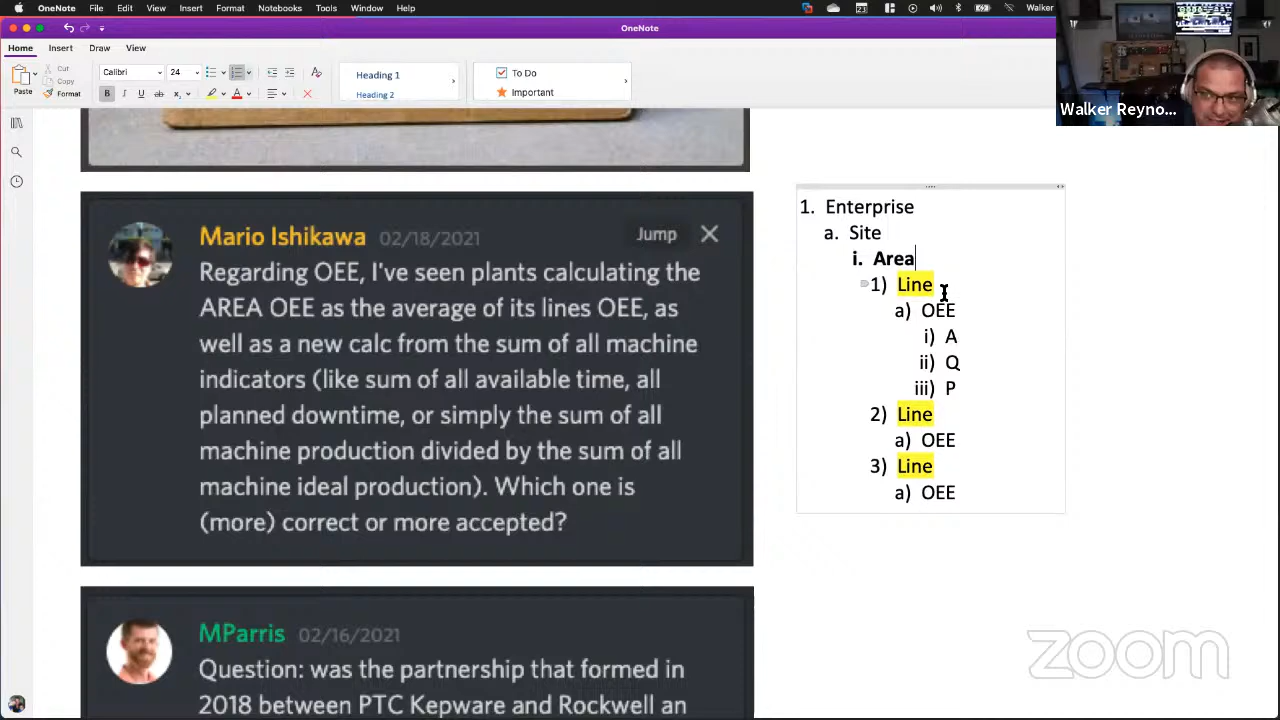 OneNote File Edit View Insert Format Notebooks Tools Window Help Walker
OneNote
Home Insert Draw View
Paste
Cut
Copy
Format
Calibri 24
B I U ab x A
Heading 1
Heading 2
To Do
Important
Walker Reyno...
Mario Ishikawa 02/18/2021 Jump
Regarding OEE, I've seen plants calculating the
AREA OEE as the average of its lines OEE, as
well as a new calc from the sum of all machine
indicators (like sum of all available time, all
planned downtime, or simply the sum of all
machine production divided by the sum of all
machine ideal production). Which one is
(more) correct or more accepted?
1. Enterprise
a. Site
i. Area
1) Line
a) OEE
i) A
ii) Q
iii) P
2) Line
a) OEE
3) Line
a) OEE
MParris 02/16/2021
Question: was the partnership that formed in
2018 between PTC Kepware and Rockwell an
zoom